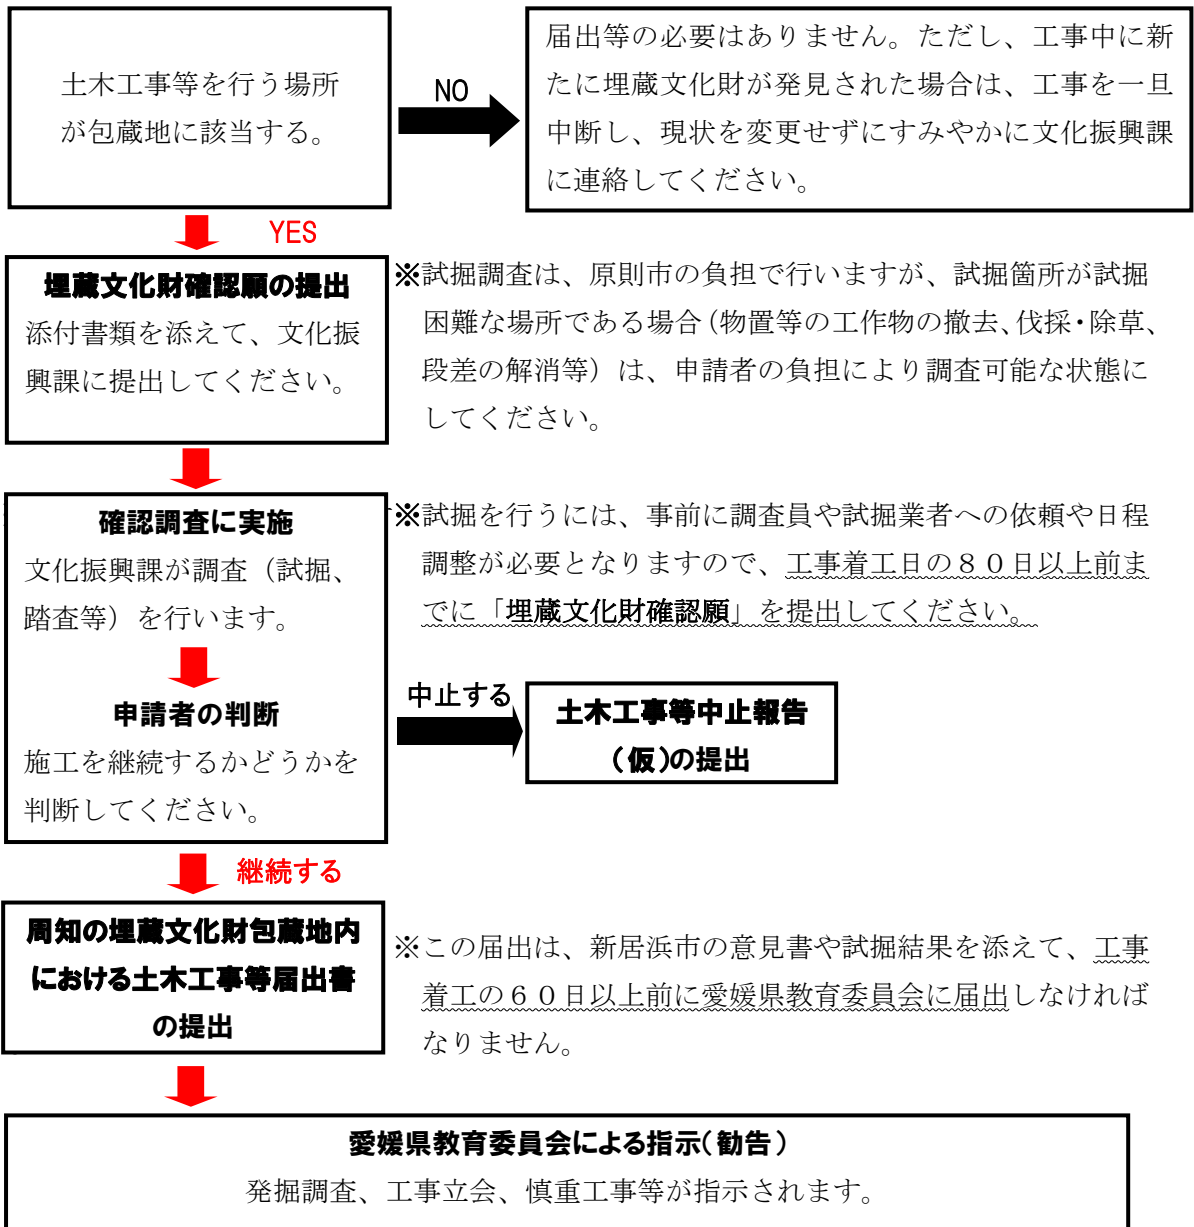 土木工事等を行う場所
が包蔵地に該当する。
NO
届出等の必要はありません。ただし、工事中に新
たに埋蔵文化財が発見された場合は、工事を一旦
中断し、現状を変更せずにすみやかに文化振興課
に連絡してください。
YES
埋蔵文化財確認願の提出
添付書類を添えて、文化振
興課に提出してください。
※試掘調査は、原則市の負担で行いますが、試掘箇所が試掘
困難な場所である場合(物置等の工作物の撤去、伐採・除草、
段差の解消等)は、申請者の負担により調査可能な状態に
してください。
確認調査に実施
文化振興課が調査(試掘、
踏査等)を行います。
※試掘を行うには、事前に調査員や試掘業者への依頼や日程
調整が必要となりますので、工事着工日の80日以上前ま
でに「埋蔵文化財確認願」を提出してください。
申請者の判断
施工を継続するかどうかを
判断してください。
中止する
土木工事等中止報告
(仮)の提出
継続する
周知の埋蔵文化財包蔵地内
における土木工事等届出書
の提出
※この届出は、新居浜市の意見書や試掘結果を添えて、工事
着工の60日以上前に愛媛県教育委員会に届出しなければ
なりません。
愛媛県教育委員会による指示(勧告)
発掘調査、工事立会、慎重工事等が指示されます。